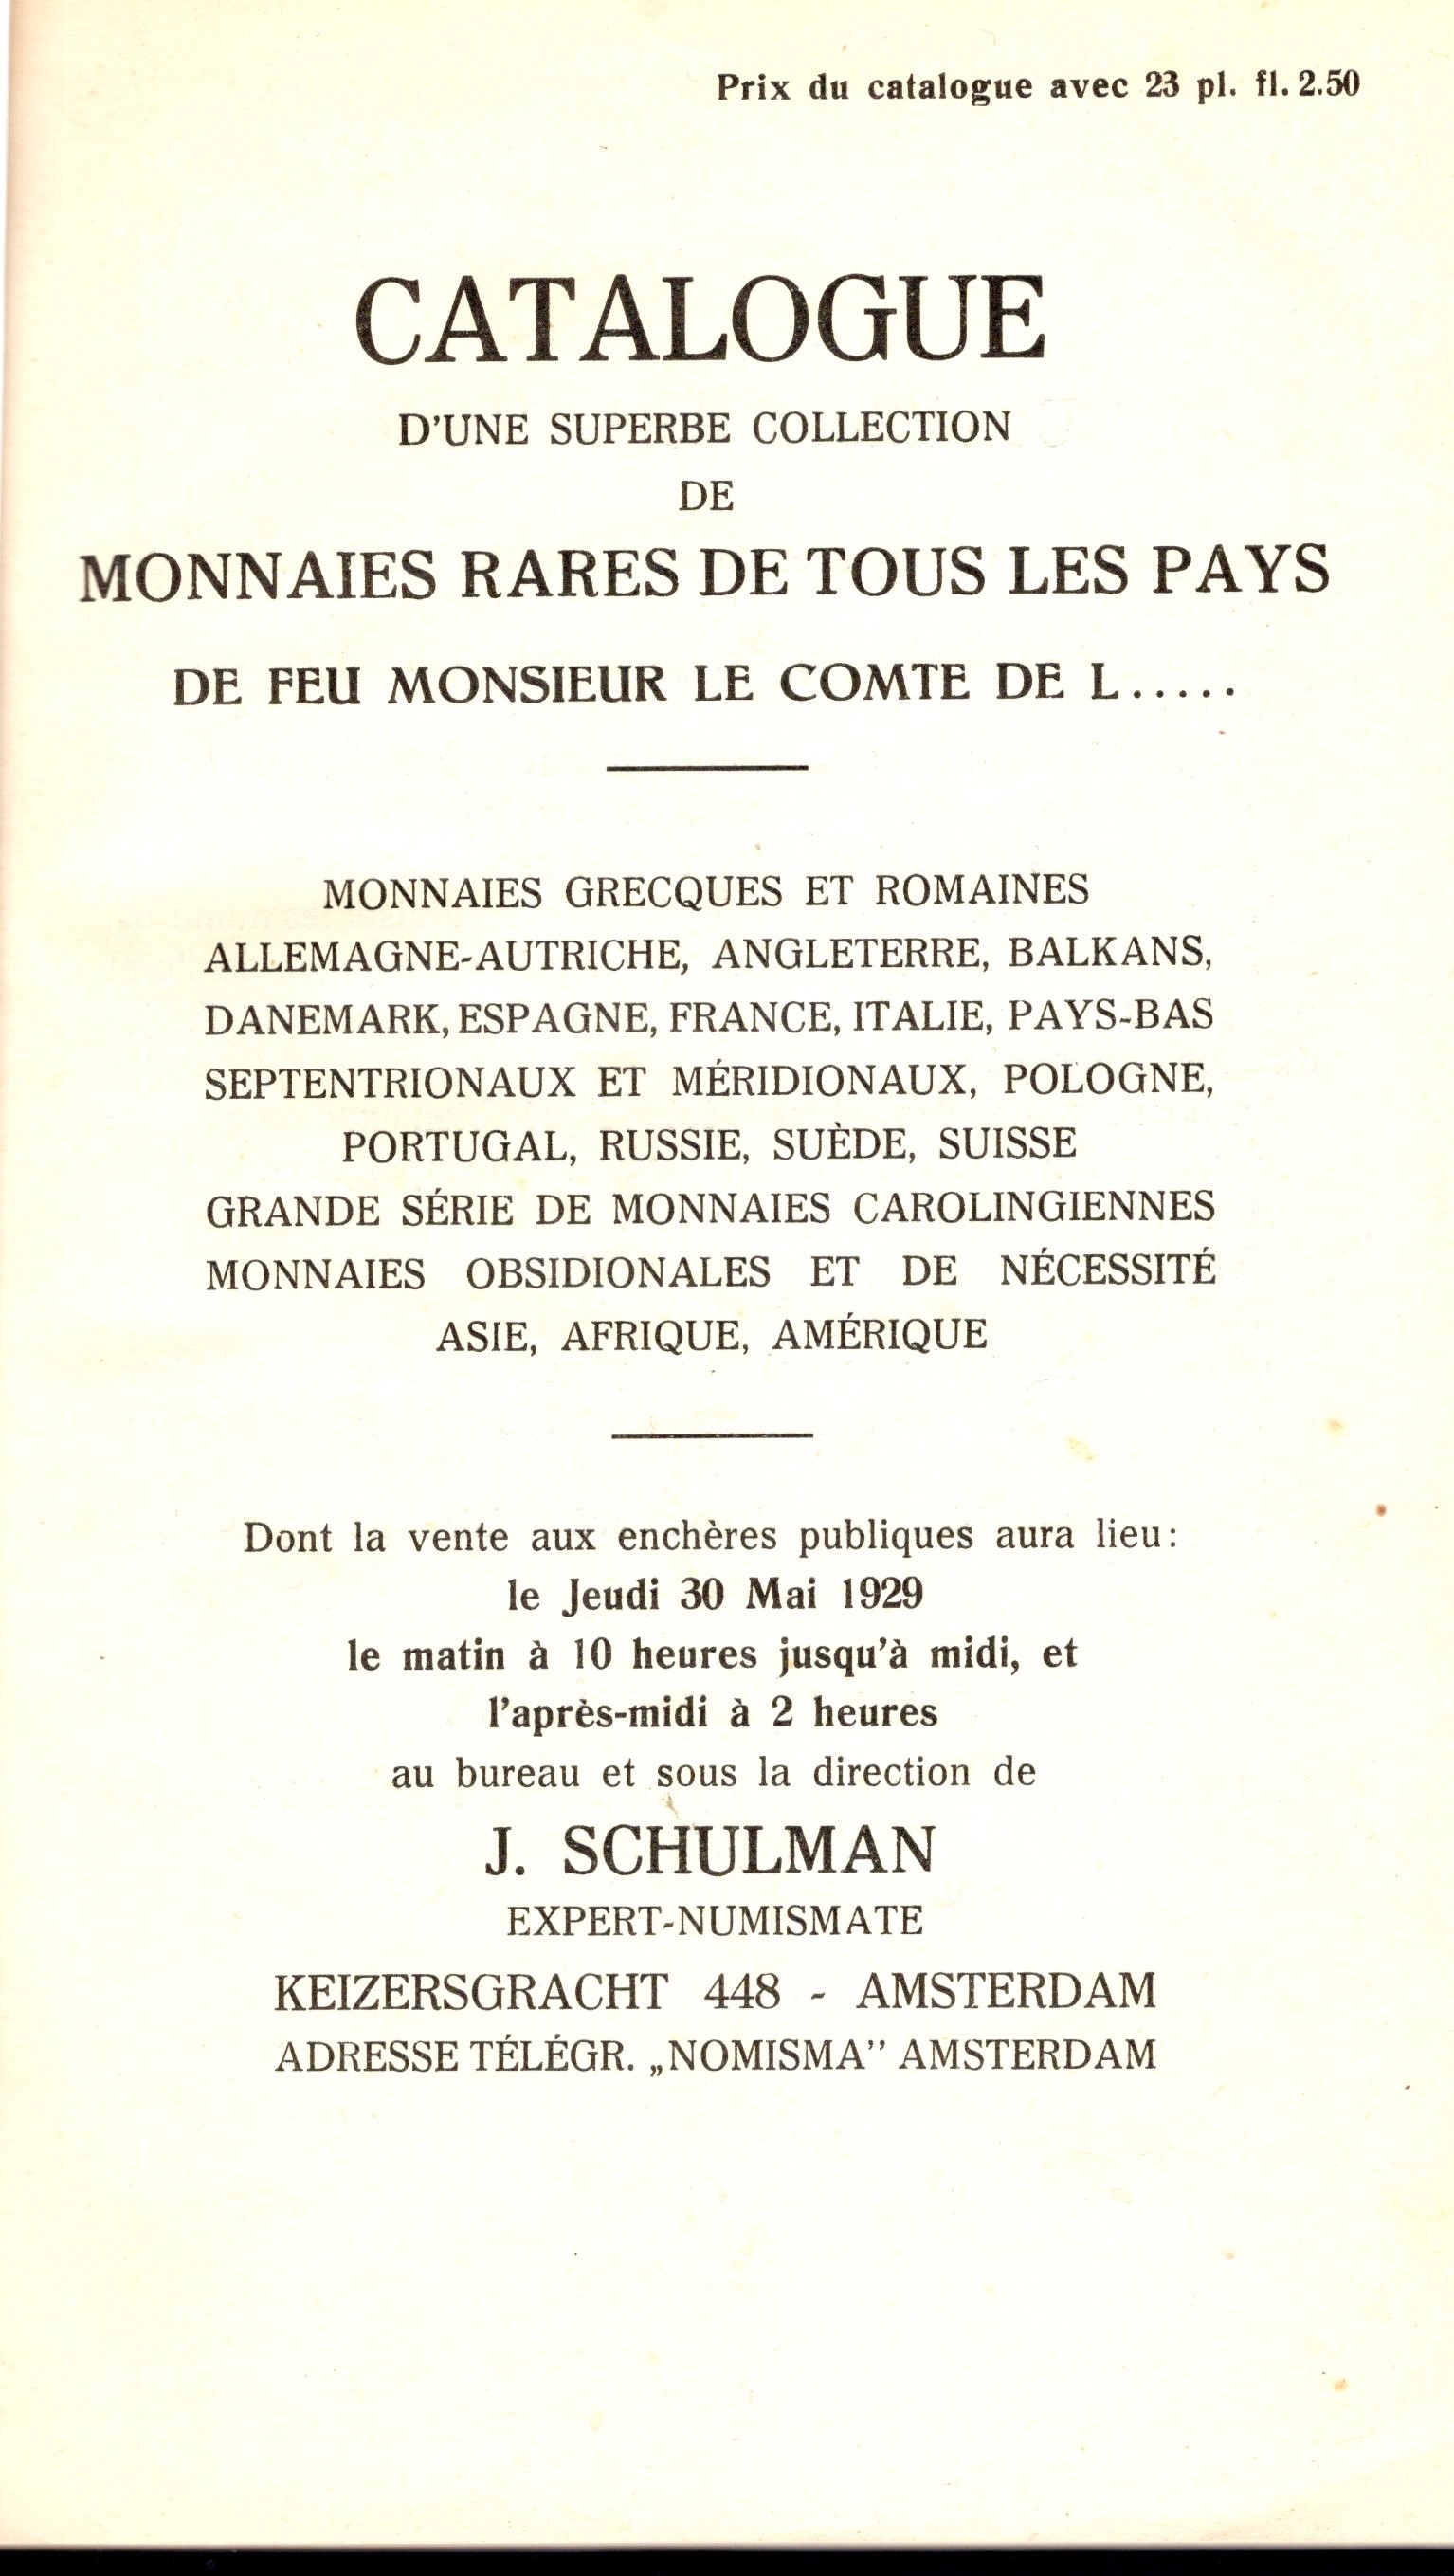 Prix du catalogue avec 23 pl. fl. 2.50
CATALOGUE
D'UNE SUPERBE COLLECTION
DE
MONNAIES RARES DE TOUS LES PAYS
DE FEU MONSIEUR LE COMTE DE L.....
MONNAIES GRECQUES ET ROMAINES
ALLEMAGNE-AUTRICHE, ANGLETERRE, BALKANS,
DANEMARK, ESPAGNE, FRANCE, ITALIE, PAYS-BAS
SEPTENTRIONAUX ET MÉRIDIONAUX, POLOGNE,
PORTUGAL, RUSSIE, SUÈDE, SUISSE
GRANDE SÉRIE DE MONNAIES CAROLINGIENNES
MONNAIES OBSIDIONALES ET DE NÉCESSITÉ
ASIE, AFRIQUE, AMÉRIQUE
Dont la vente aux enchères publiques aura lieu:
le Jeudi 30 Mai 1929
le matin à 10 heures jusqu'à midi, et
l'après-midi à 2 heures
au bureau et sous la direction de
J. SCHULMAN
EXPERT-NUMISMATE
KEIZERSGRACHT 448 - AMSTERDAM
ADRESSE TÉLÉGR. „NOMISMA” AMSTERDAM